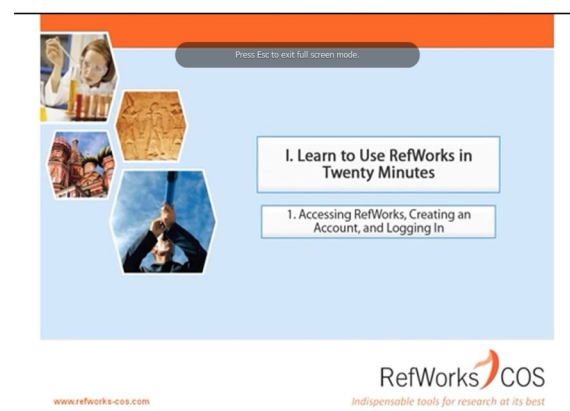 Press Esc to exit full screen mode.
I. Learn to Use RefWorks in
Twenty Minutes
1. Accessing RefWorks, Creating an
Account, and Logging In
RefWorks COS
www.refworks-cos.com
Indispensable tools for research at its best